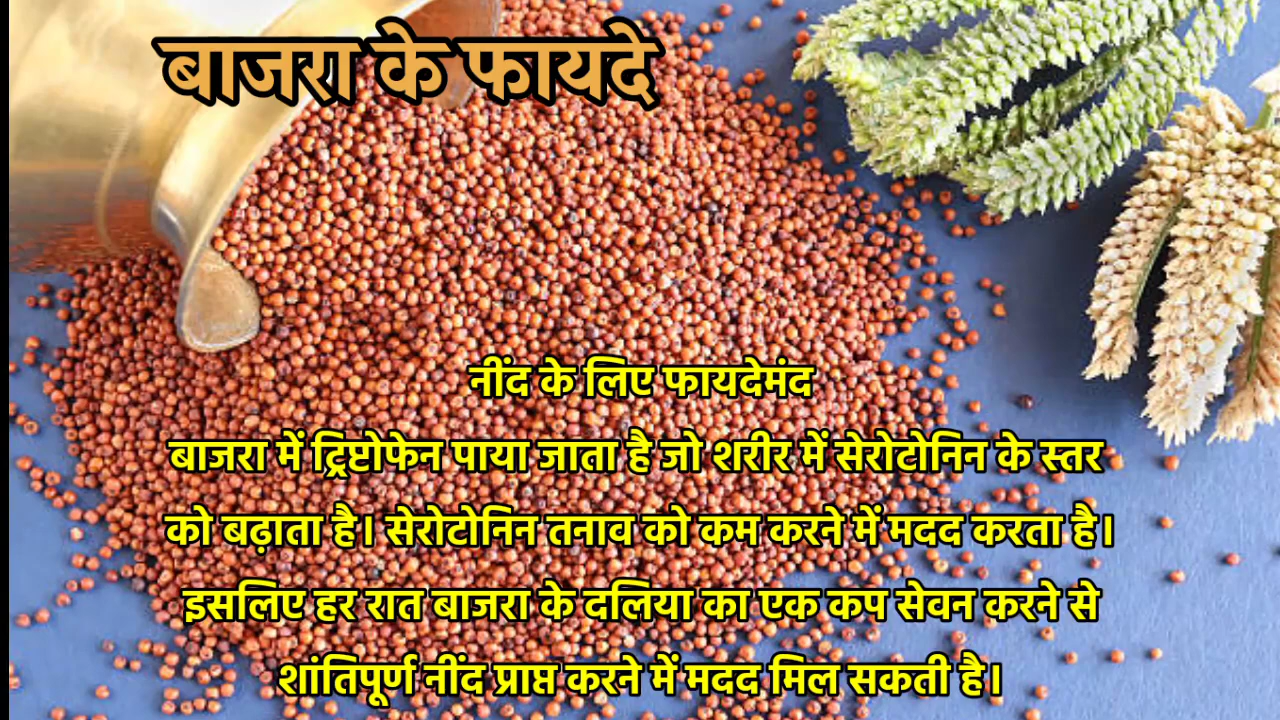 बाजरा के फायदे
नींद के लिए फायदेमंद
बाजरा में ट्रिप्टोफेन पाया जाता है जो शरीर में सेरोटोनिन के स्तर
को बढ़ाता है। सेरोटोनिन तनाव को कम करने में मदद करता है।
इसलिए हर रात बाजरा के दलिया का एक कप सेवन करने से
शांतिपूर्ण नींद प्राप्त करने में मदद मिल सकती है।